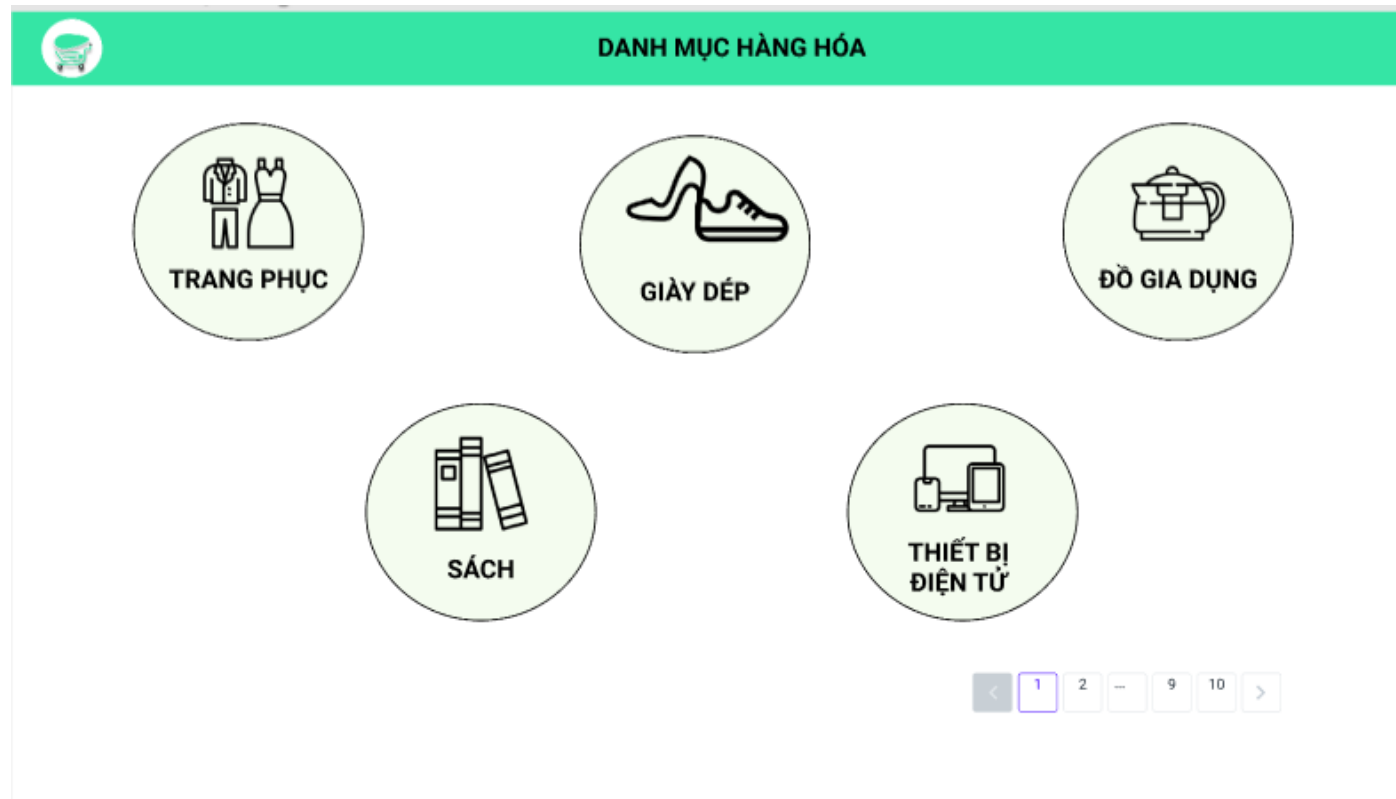 DANH MỤC HÀNG HÓA
TRANG PHỤC
GIÀY DÉP
ĐỒ GIA DỤNG
SÁCH
THIẾT BỊ
ĐIỆN TỬ
< 1 2 ... 9 10 >